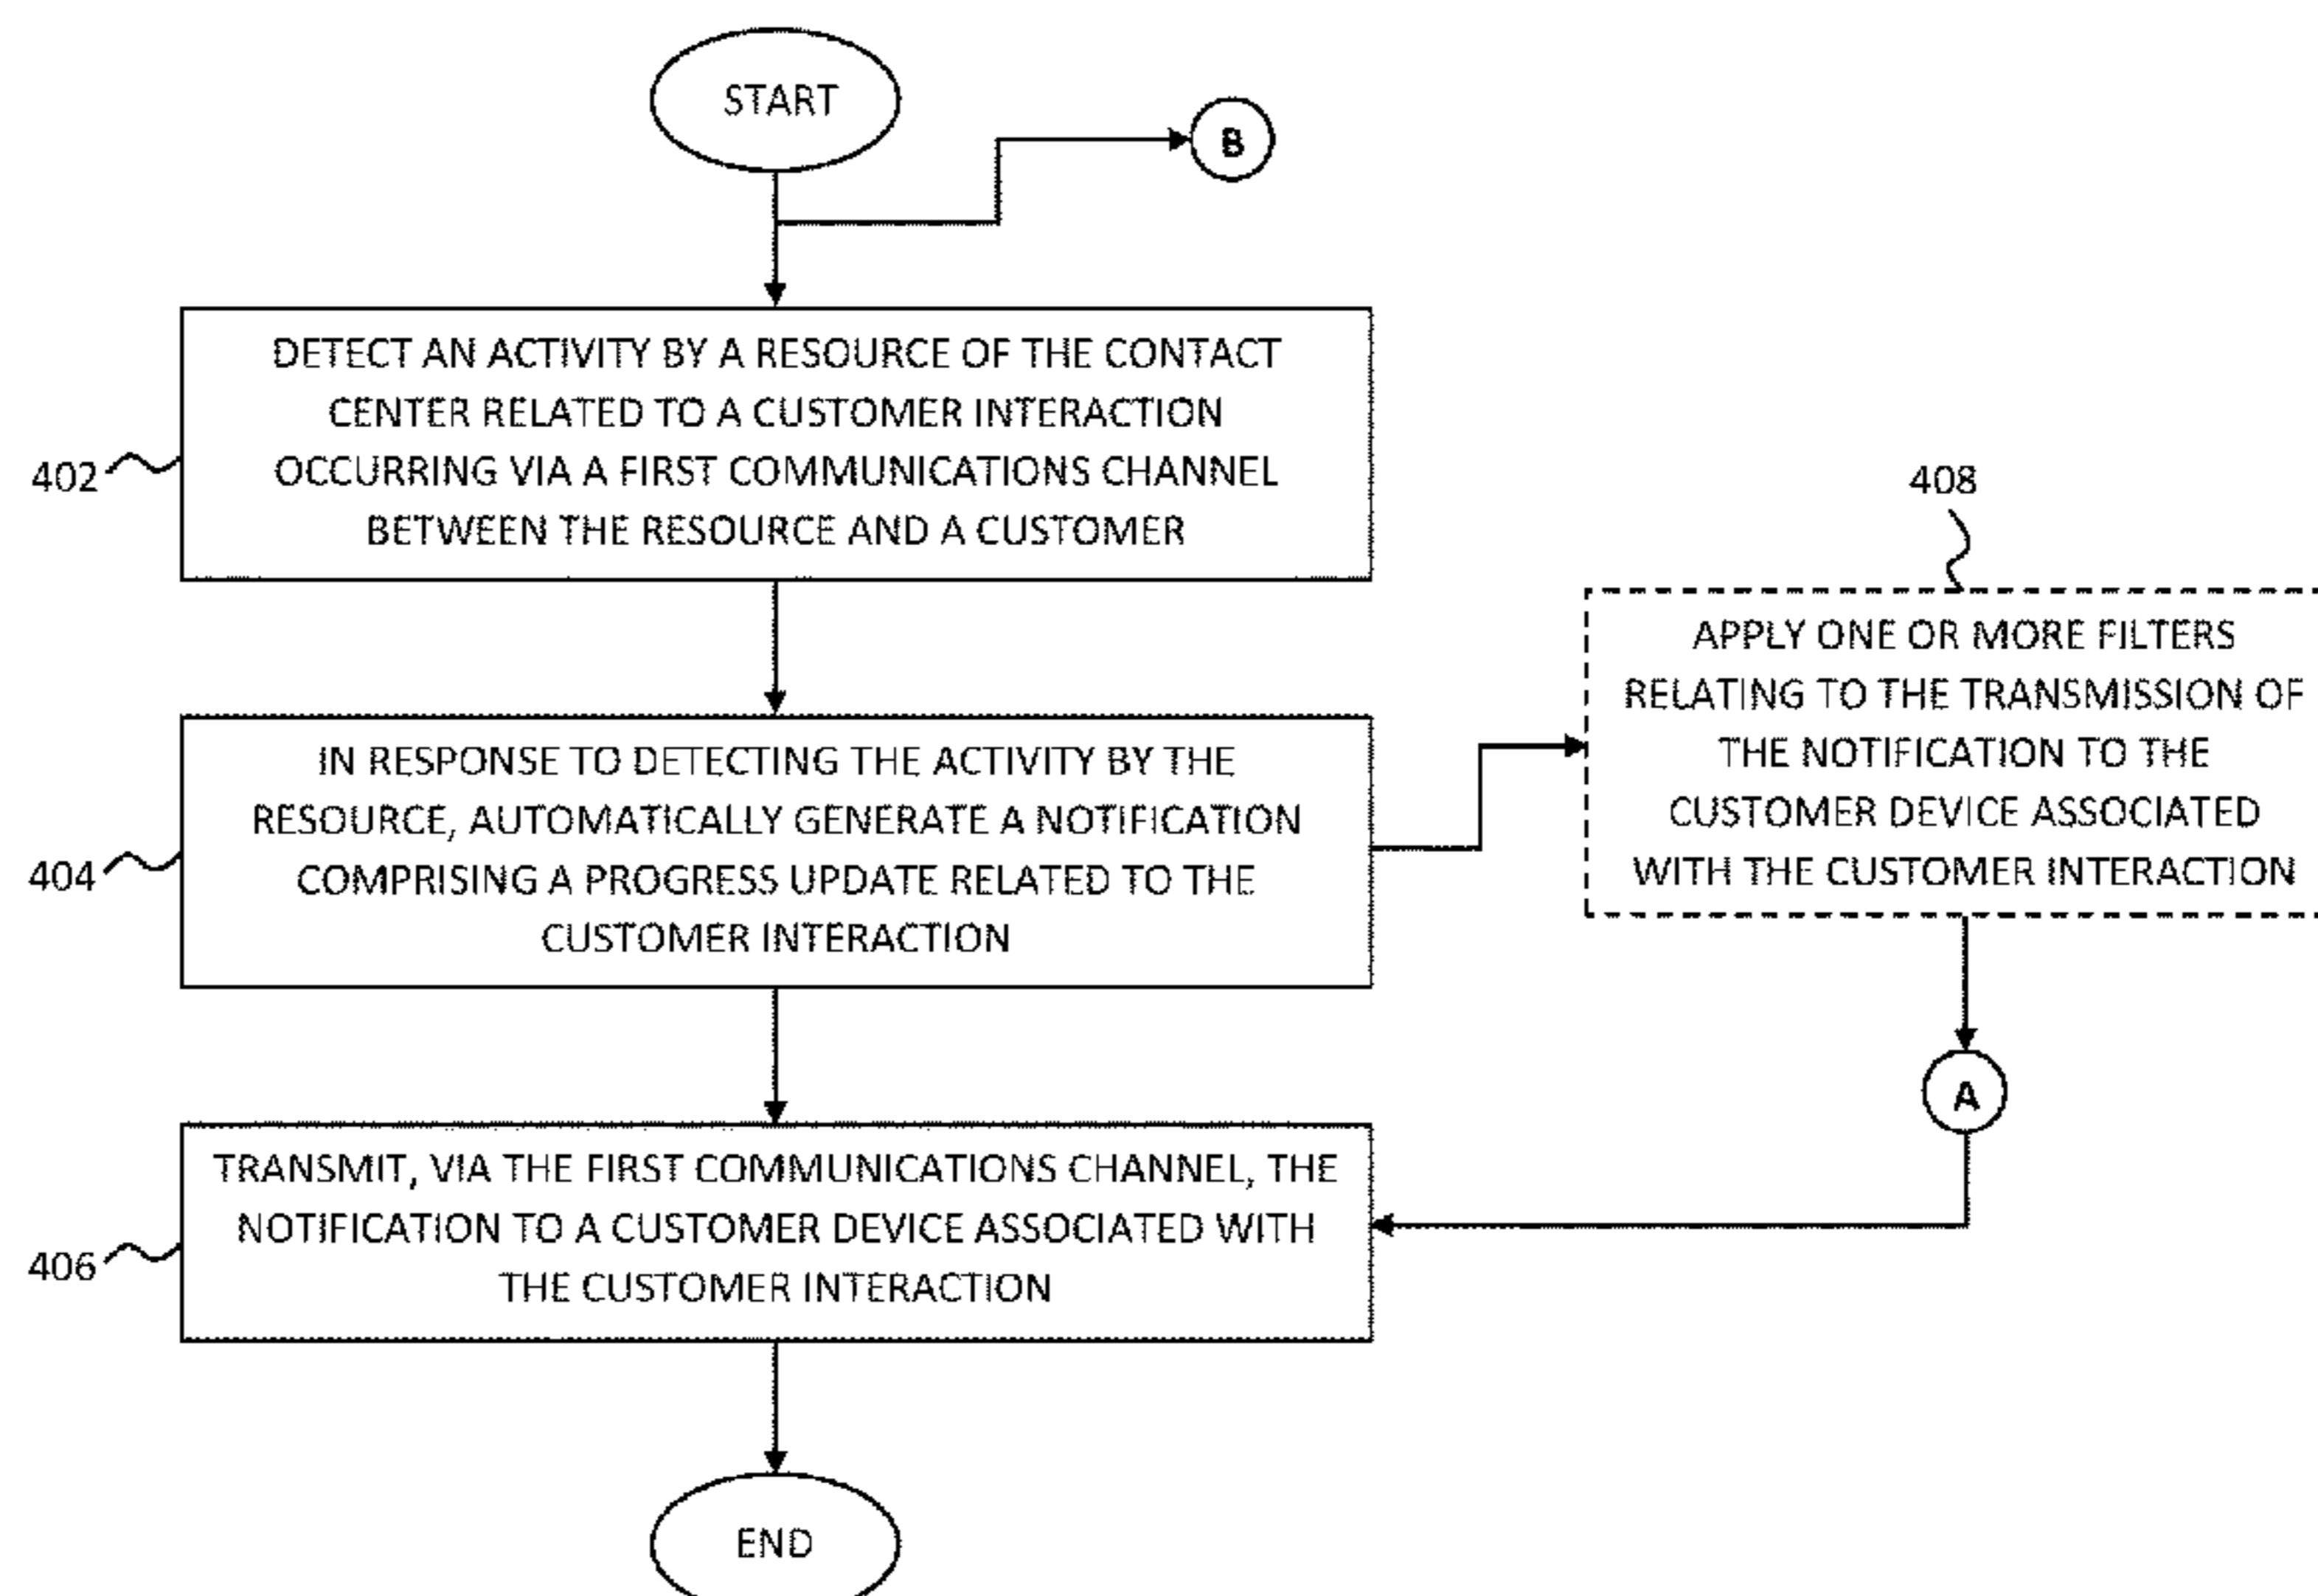 START
B
DETECT AN ACTIVITY BY A RESOURCE OF THE CONTACT
CENTER RELATED TO A CUSTOMER INTERACTION
OCCURRING VIA A FIRST COMMUNICATIONS CHANNEL
BETWEEN THE RESOURCE AND A CUSTOMER
402
408
APPLY ONE OR MORE FILTERS
RELATING TO THE TRANSMISSION OF
THE NOTIFICATION TO THE
CUSTOMER DEVICE ASSOCIATED
WITH THE CUSTOMER INTERACTION
IN RESPONSE TO DETECTING THE ACTIVITY BY THE
RESOURCE, AUTOMATICALLY GENERATE A NOTIFICATION
COMPRISING A PROGRESS UPDATE RELATED TO THE
CUSTOMER INTERACTION
404
A
TRANSMIT, VIA THE FIRST COMMUNICATIONS CHANNEL, THE
NOTIFICATION TO A CUSTOMER DEVICE ASSOCIATED WITH
THE CUSTOMER INTERACTION
406
END